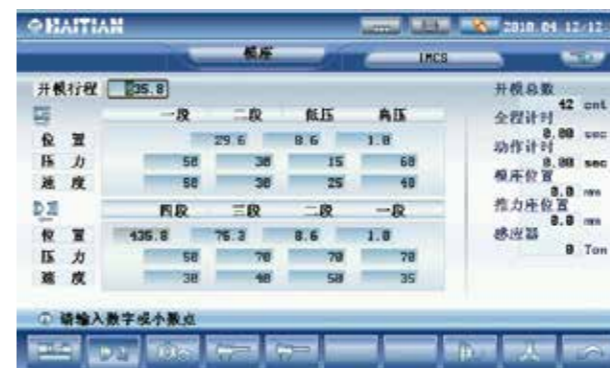 HAITIAN 2010.04.12/12
模座 IMCS
开模行程 35.8 开模总数
42 cnt
一段 二段 低压 高压 全程计时
0.00 sec
位置 29.6 8.6 1.0 动作计时
压力 50 30 15 60 0.00 sec
速度 50 30 25 40 模座位置
0.0 mm
四段 三段 二段 一段 推力座位置
0.0 mm
位置 435.8 76.3 8.6 1.0 感应器
压力 50 70 70 70 0 Ton
速度 30 40 50 35
请输入数字或小数点